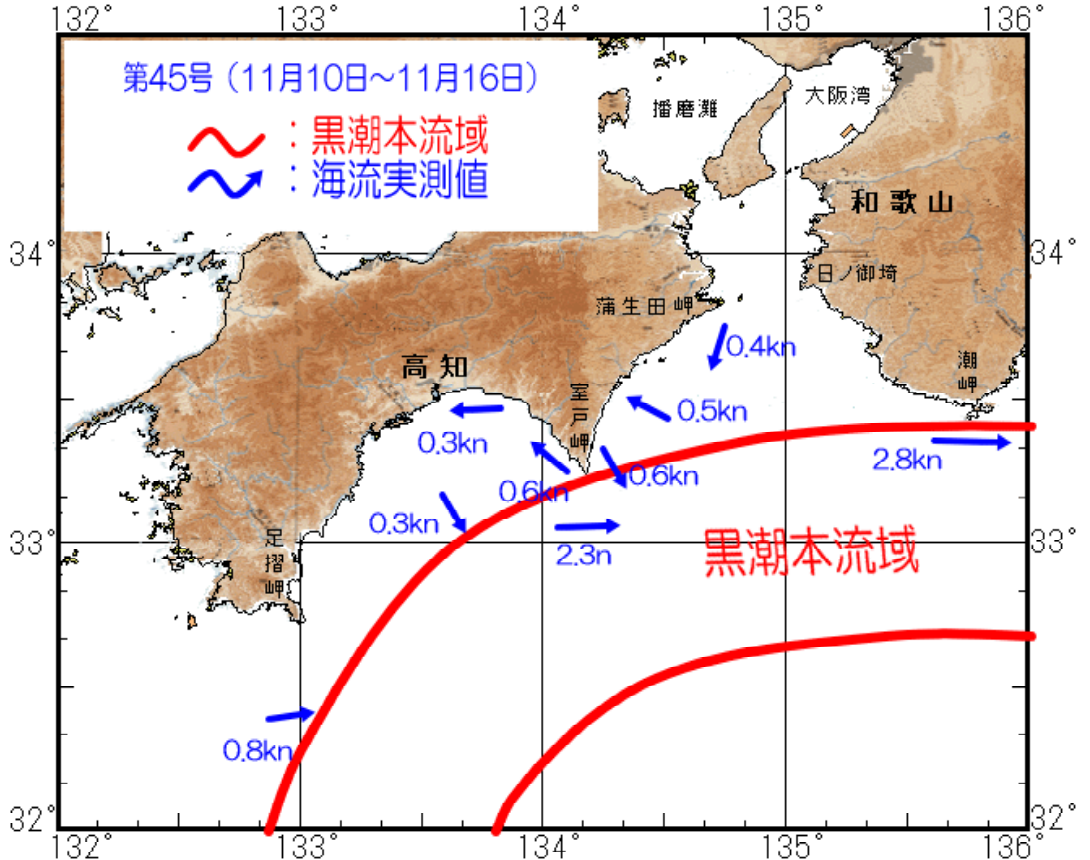 132° 133° 134° 135° 136°
第45号（11月10日～11月16日）
：黒潮本流域
：海流実測値
播磨灘
大阪湾
和歌山
34° 34°
日ノ御埼
蒲生田岬
0.4kn
潮岬
高知
室戸岬
0.5kn
0.3kn
2.8kn
0.6kn
0.6kn
0.3kn
33° 33°
2.3n
黒潮本流域
足摺岬
0.8kn
32° 32°
132° 133° 134° 135° 136°